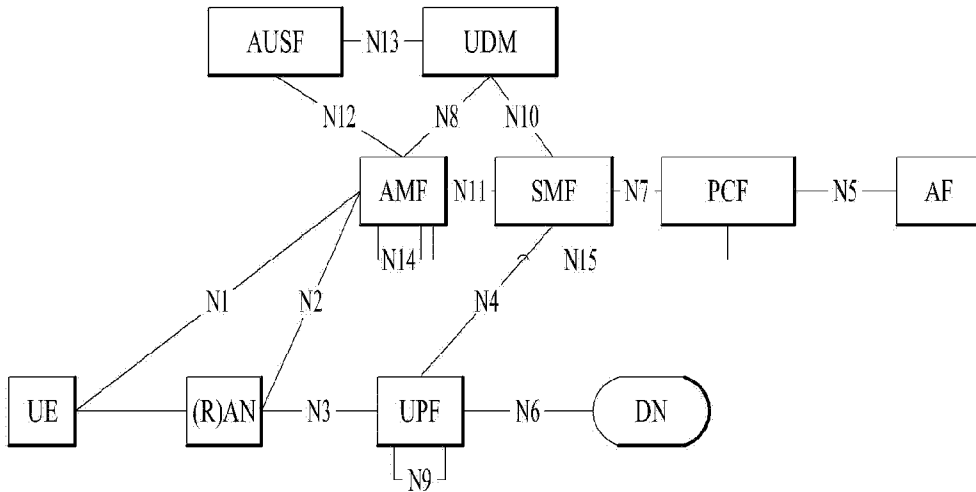 AUSF N13 UDM
N12 N8 N10
AMF N11 SMF N7 PCF N5 AF
N14 N15
N1 N2 N4
UE (R)AN N3 UPF N6 DN
N9